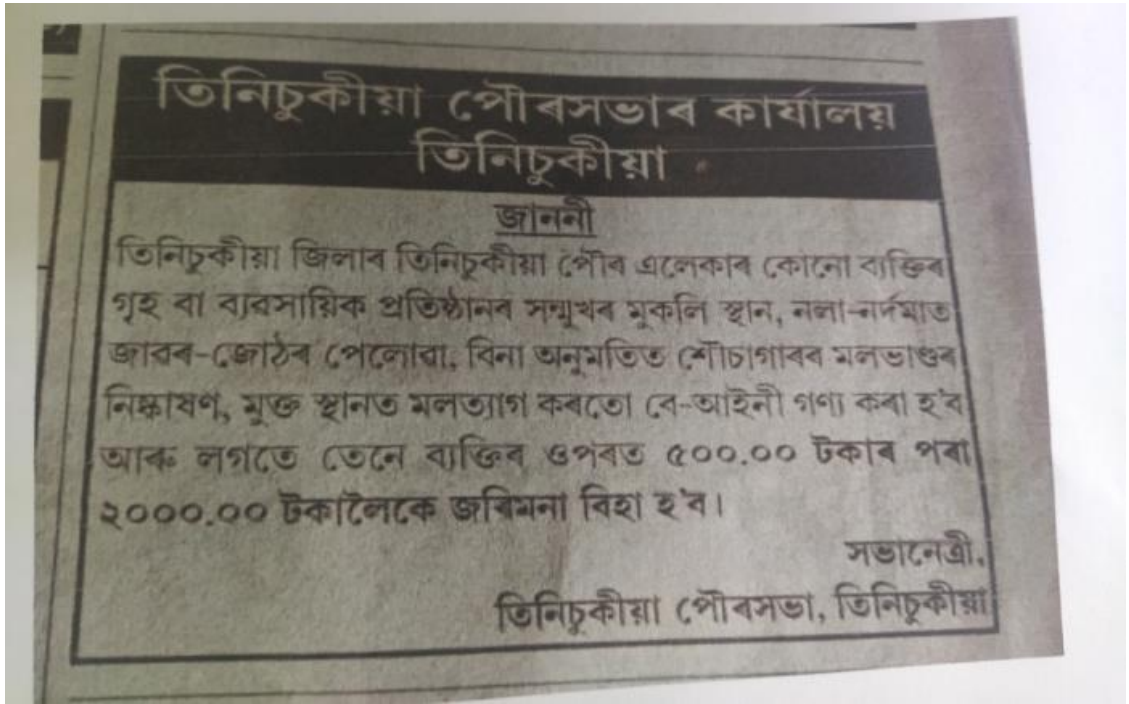 তিনিচুকীয়া পৌৰসভাৰ কাৰ্যালয়
তিনিচুকীয়া
জাননী
তিনিচুকীয়া জিলাৰ তিনিচুকীয়া পৌৰ এলেকাৰ কোনো ব্যক্তিৰ
গৃহ বা ব্যৱসায়িক প্ৰতিষ্ঠানৰ সন্মুখৰ মুকলি স্থান, নলা-নৰ্দমাত
জাবৰ-জোঠৰ পেলোৱা, বিনা অনুমতিত শৌচাগাৰৰ মলভাণ্ডৰ
নিষ্কাষণ, মুক্ত স্থানত মলত্যাগ কৰতো বে-আইনী গণ্য কৰা হ'ব
আৰু লগতে তেনে ব্যক্তিৰ ওপৰত ৫০০.০০ টকাৰ পৰা
২০০০.০০ টকালৈকে জৰিমনা বিহা হ'ব।
সভানেত্ৰী,
তিনিচুকীয়া পৌৰসভা, তিনিচুকীয়া